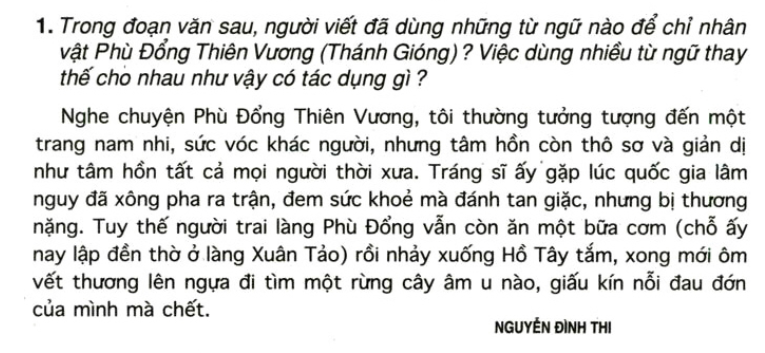 1. Trong đoạn văn sau, người viết đã dùng những từ ngữ nào để chỉ nhân
vật Phù Đổng Thiên Vương (Thánh Gióng) ? Việc dùng nhiều từ ngữ thay
thế cho nhau như vậy có tác dụng gì ?
Nghe chuyện Phù Đổng Thiên Vương, tôi thường tưởng tượng đến một
trang nam nhi, sức vóc khác người, nhưng tâm hồn còn thô sơ và giản dị
như tâm hồn tất cả mọi người thời xưa. Tráng sĩ ấy gặp lúc quốc gia lâm
nguy đã xông pha ra trận, đem sức khoẻ mà đánh tan giặc, nhưng bị thương
nặng. Tuy thế người trai làng Phù Đổng vẫn còn ăn một bữa cơm (chỗ ấy
nay lập đền thờ ở làng Xuân Tảo) rồi nhảy xuống Hồ Tây tắm, xong mới ôm
vết thương lên ngựa đi tìm một rừng cây âm u nào, giấu kín nỗi đau đớn
của mình mà chết.
NGUYỄN ĐÌNH THI